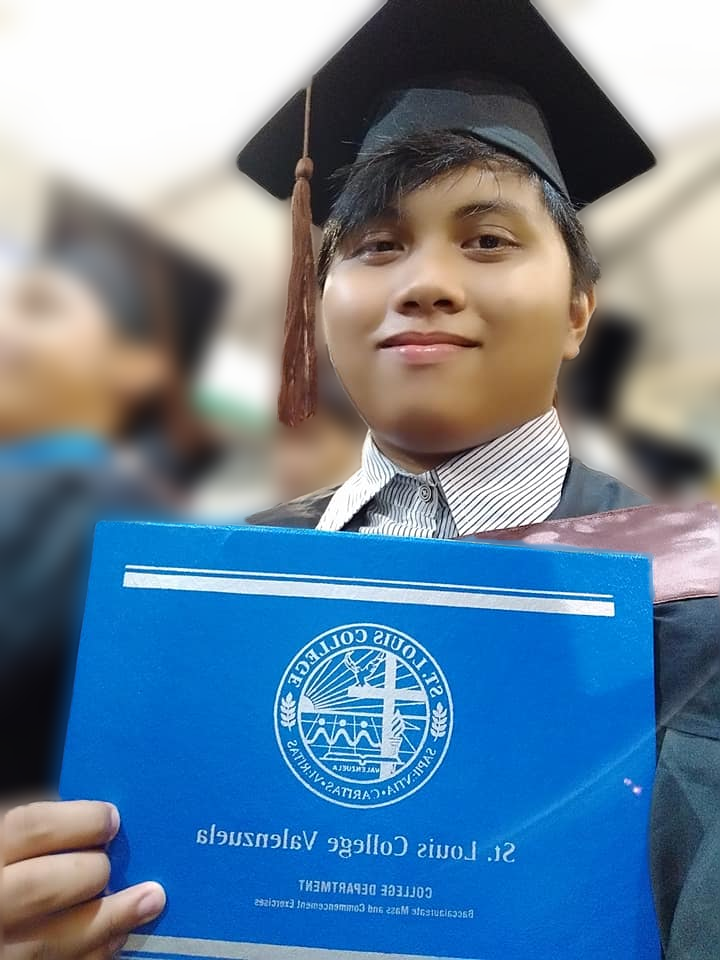 ST. LOUIS COLLEGE
VALENZUELA
SAPIENTIA•CARITAS•VERITAS
St. Louis College Valenzuela
COLLEGE DEPARTMENT
Baccalaureate Mass and Commencement Exercises